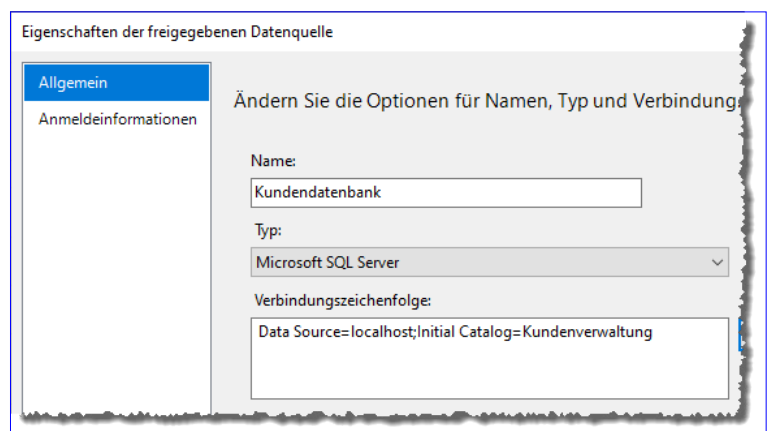 Eigenschaften der freigegebenen Datenquelle
Allgemein
Anmeldeinformationen
Ändern Sie die Optionen für Namen, Typ und Verbindung
Name:
Kundendatenbank
Typ:
Microsoft SQL Server
Verbindungszeichenfolge:
Data Source=localhost;Initial Catalog=Kundenverwaltung